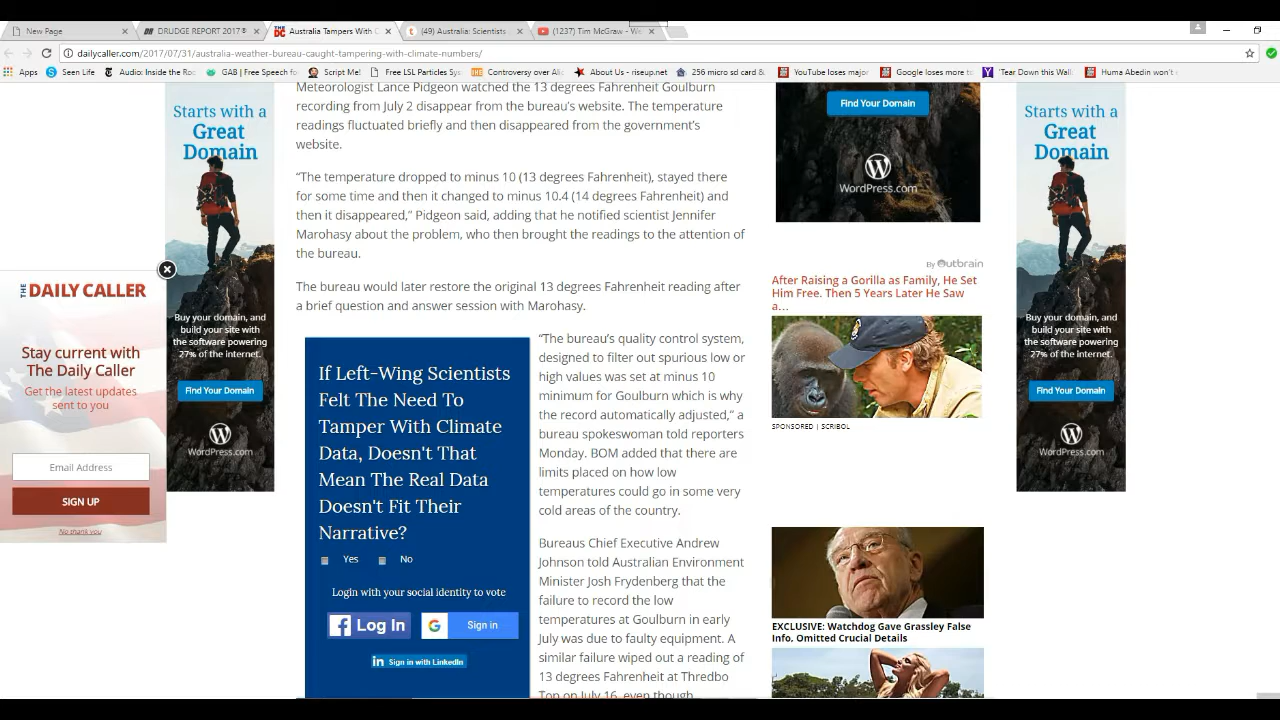 New Page
DRUDGE REPORT 2017®
THE DC Australia Tampers With C
(49) Australia: Scientists
(1237) Tim McGraw - We
dailycaller.com/2017/07/31/australia-weather-bureau-caught-tampering-with-climate-numbers/
Apps
Seen Life
Audio: Inside the Ro
GAB | Free Speech fo
Script Me!
Free LSL Particles Sys
Controversy over Ali
About Us - riseup.net
256 micro sd card &
YouTube loses major
Google loses more to
'Tear Down this Wall
Huma Abedin won't
Meteorologist Lance Pidgeon watched the 13 degrees Fahrenheit Goulburn
recording from July 2 disappear from the bureau's website. The temperature
readings fluctuated briefly and then disappeared from the government's
website.
“The temperature dropped to minus 10 (13 degrees Fahrenheit), stayed there
for some time and then it changed to minus 10.4 (14 degrees Fahrenheit) and
then it disappeared,” Pidgeon said, adding that he notified scientist Jennifer
Marohasy about the problem, who then brought the readings to the attention of
the bureau.
The bureau would later restore the original 13 degrees Fahrenheit reading after
a brief question and answer session with Marohasy.
“The bureau's quality control system,
designed to filter out spurious low or
high values was set at minus 10
minimum for Goulburn which is why
the record automatically adjusted,” a
bureau spokeswoman told reporters
Monday. BOM added that there are
limits placed on how low
temperatures could go in some very
cold areas of the country.
Bureaus Chief Executive Andrew
Johnson told Australian Environment
Minister Josh Frydenberg that the
failure to record the low
temperatures at Goulburn in early
July was due to faulty equipment. A
similar failure wiped out a reading of
13 degrees Fahrenheit at Thredbo
Top on July 16, even though
If Left-Wing Scientists
Felt The Need To
Tamper With Climate
Data, Doesn't That
Mean The Real Data
Doesn't Fit Their
Narrative?
Yes No
Login with your social identity to vote
Log In
G Sign in
in Sign in with LinkedIn
Starts with a
Great
Domain
Buy your domain, and
build your site with
the software powering
27% of the internet.
Find Your Domain
WordPress.com
THE DAILY CALLER
Stay current with
The Daily Caller
Get the latest updates
sent to you
Email Address
SIGN UP
No thank you
Find Your Domain
WordPress.com
By Outbrain
After Raising a Gorilla as Family, He Set
Him Free. Then 5 Years Later He Saw
a…
SPONSORED | SCRIBOL
EXCLUSIVE: Watchdog Gave Grassley False
Info, Omitted Crucial Details
Starts with a
Great
Domain
Buy your domain, and
build your site with
the software powering
27% of the internet.
Find Your Domain
WordPress.com